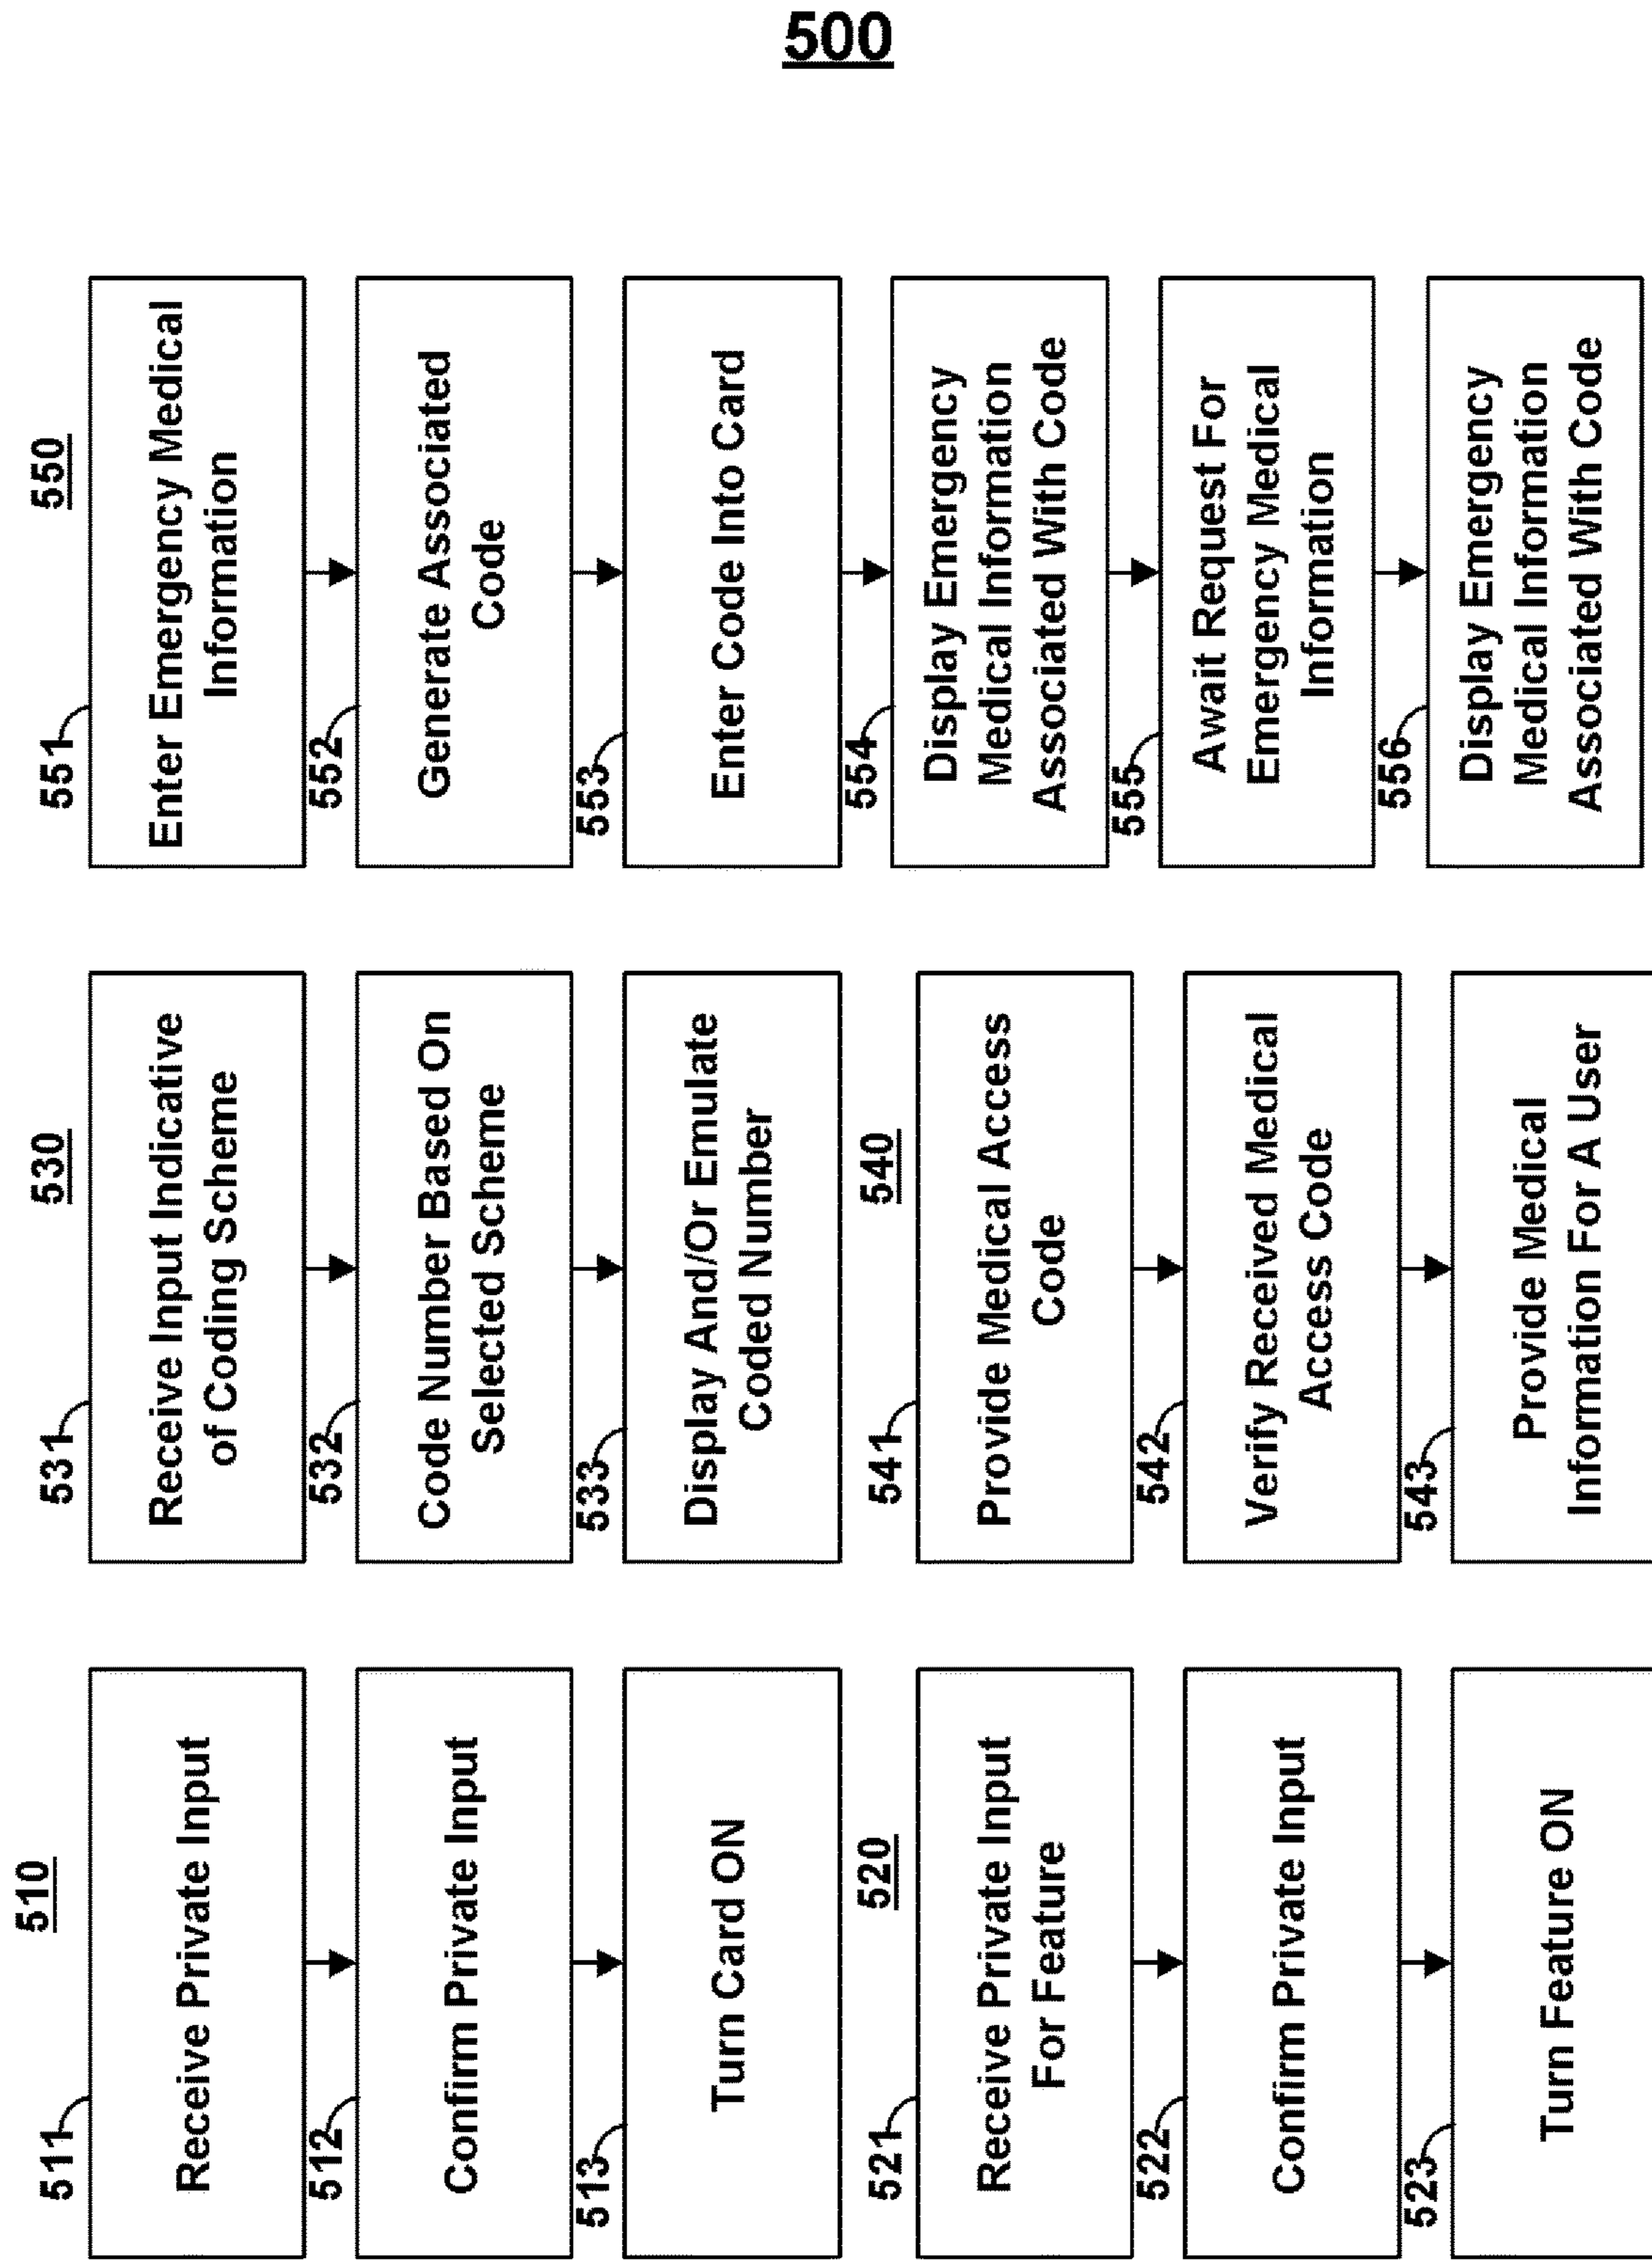 500
510
511
Receive Private Input
512
Confirm Private Input
513
Turn Card ON
520
521
Receive Private Input
For Feature
522
Confirm Private Input
523
Turn Feature ON
530
531
Receive Input Indicative
of Coding Scheme
532
Code Number Based On
Selected Scheme
533
Display And/Or Emulate
Coded Number
540
541
Provide Medical Access
Code
542
Verify Received Medical
Access Code
543
Provide Medical
Information For A User
550
551
Enter Emergency Medical
Information
552
Generate Associated
Code
553
Enter Code Into Card
554
Display Emergency
Medical Information
Associated With Code
555
Await Request For
Emergency Medical
Information
556
Display Emergency
Medical Information
Associated With Code